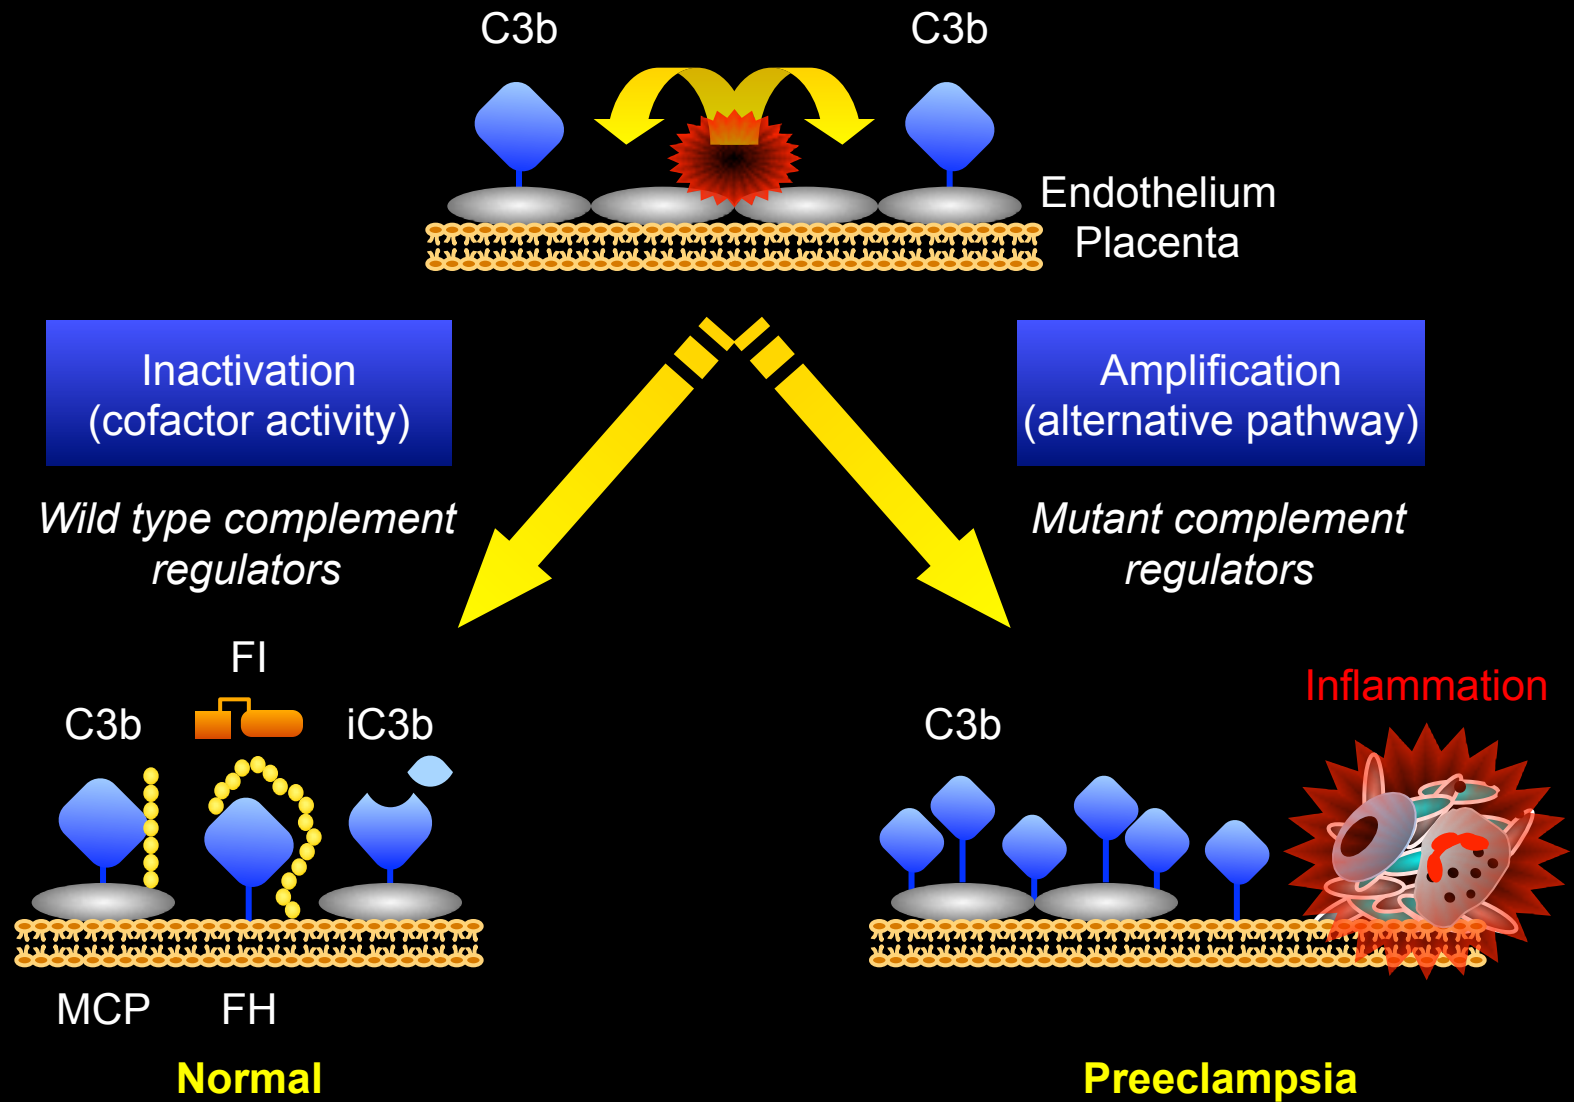 C3b
C3b
Endothelium
Placenta
Inactivation
(cofactor activity)
Amplification
(alternative pathway)
Wild type complement
regulators
Mutant complement
regulators
FI
C3b
iC3b
MCP
FH
Normal
C3b
Inflammation
Preeclampsia